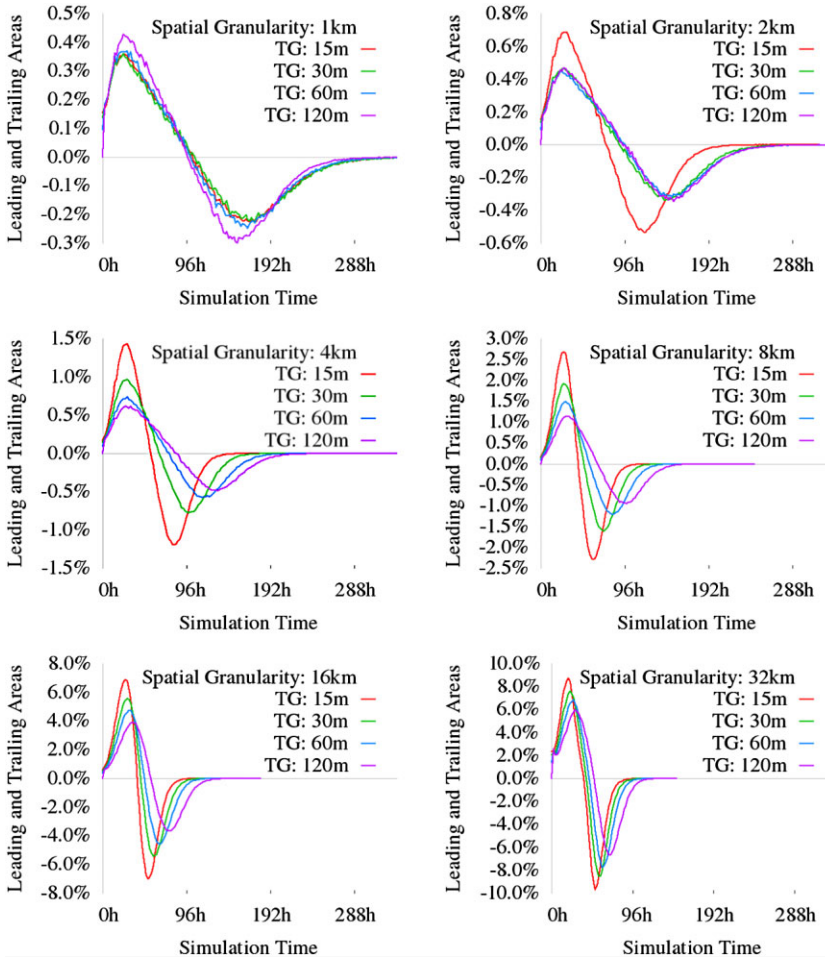 Leading and Trailing Areas
0.5%
0.4%
0.3%
0.2%
0.1%
0.0%
-0.1%
-0.2%
-0.3%
Spatial Granularity: 1km
TG: 15m
TG: 30m
TG: 60m
TG: 120m
0h 96h 192h 288h
Simulation Time
Leading and Trailing Areas
0.8%
0.6%
0.4%
0.2%
0.0%
-0.2%
-0.4%
-0.6%
Spatial Granularity: 2km
TG: 15m
TG: 30m
TG: 60m
TG: 120m
0h 96h 192h 288h
Simulation Time
Leading and Trailing Areas
1.5%
1.0%
0.5%
0.0%
-0.5%
-1.0%
-1.5%
Spatial Granularity: 4km
TG: 15m
TG: 30m
TG: 60m
TG: 120m
0h 96h 192h 288h
Simulation Time
Leading and Trailing Areas
3.0%
2.5%
2.0%
1.5%
1.0%
0.5%
0.0%
-0.5%
-1.0%
-1.5%
-2.0%
-2.5%
Spatial Granularity: 8km
TG: 15m
TG: 30m
TG: 60m
TG: 120m
0h 96h 192h 288h
Simulation Time
Leading and Trailing Areas
8.0%
6.0%
4.0%
2.0%
0.0%
-2.0%
-4.0%
-6.0%
-8.0%
Spatial Granularity: 16km
TG: 15m
TG: 30m
TG: 60m
TG: 120m
0h 96h 192h 288h
Simulation Time
Leading and Trailing Areas
10.0%
8.0%
6.0%
4.0%
2.0%
0.0%
-2.0%
-4.0%
-6.0%
-8.0%
-10.0%
Spatial Granularity: 32km
TG: 15m
TG: 30m
TG: 60m
TG: 120m
0h 96h 192h 288h
Simulation Time